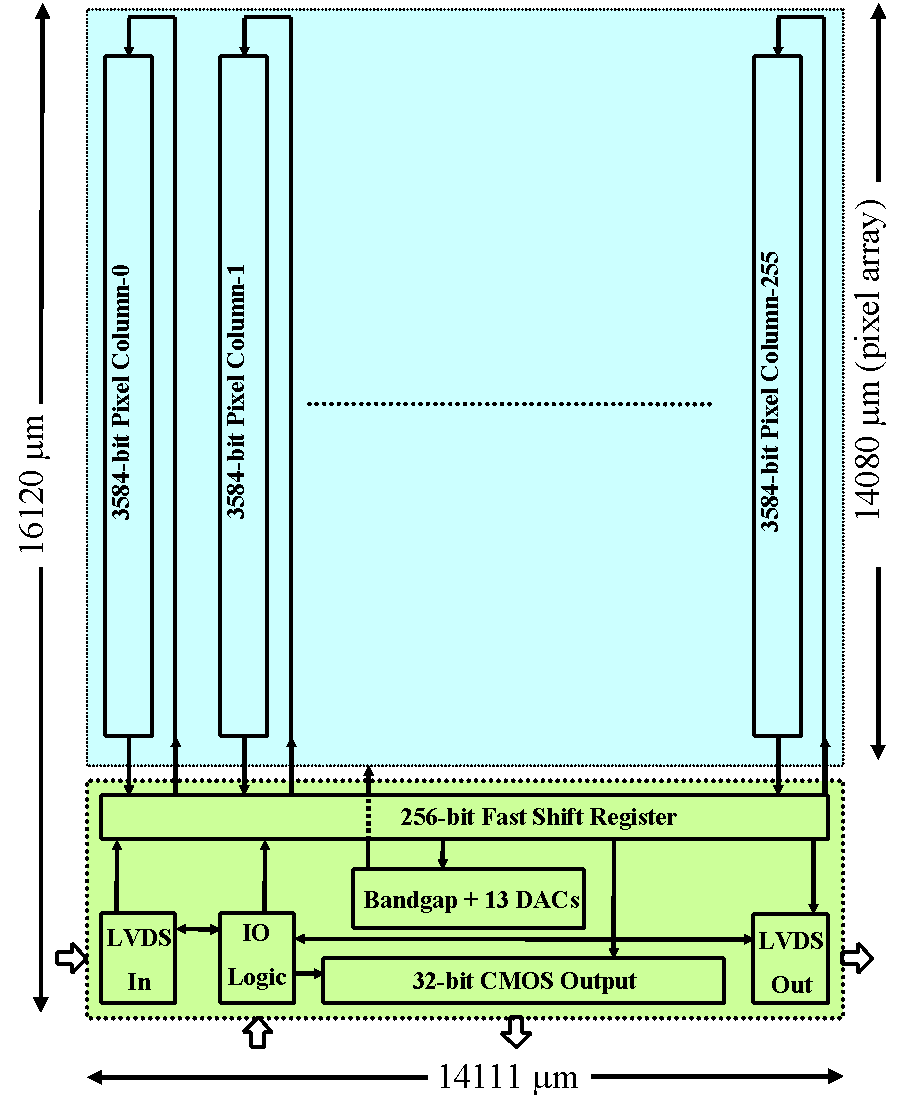 3584-bit Pixel Column-0
3584-bit Pixel Column-1
3584-bit Pixel Column-255
16120 μm
14080 μm (pixel array)
256-bit Fast Shift Register
Bandgap + 13 DACs
LVDS
In
IO
Logic
32-bit CMOS Output
LVDS
Out
14111 μm